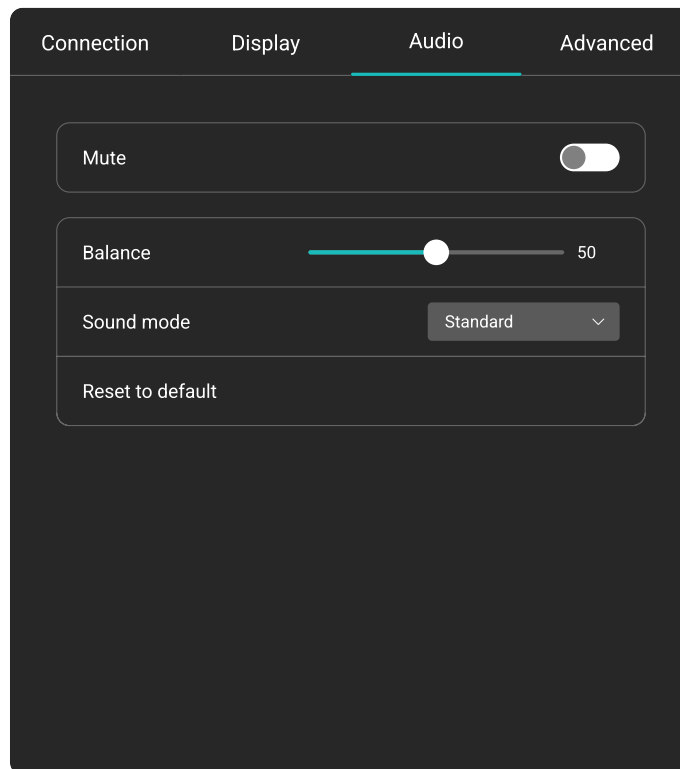 Connection Display Audio Advanced
Mute
Balance 50
Sound mode Standard
Reset to default